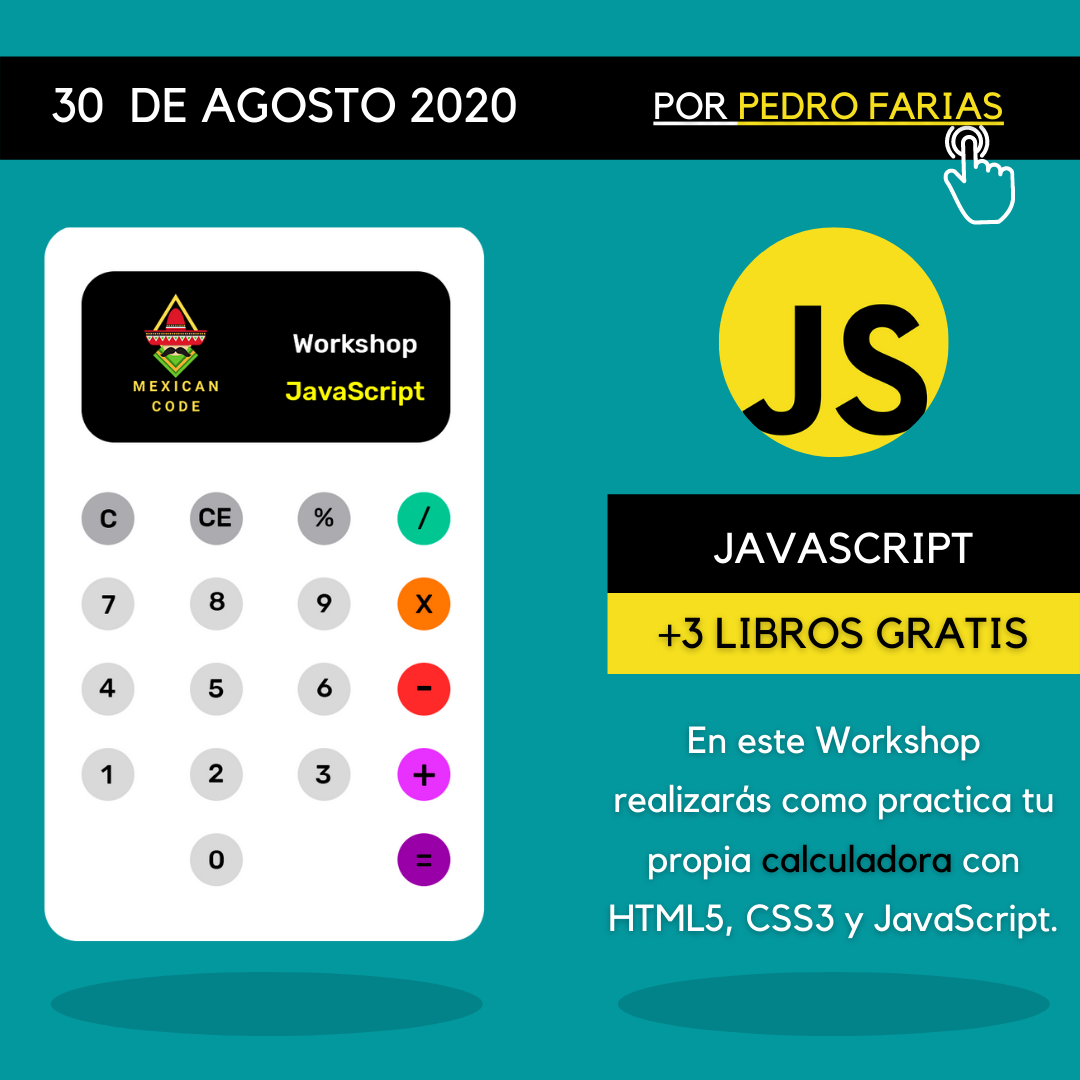 30 DE AGOSTO 2020
POR PEDRO FARIAS
MEXICAN
CODE
Workshop
JavaScript
C CE % /
7 8 9 X
4 5 6 -
1 2 3 +
0 =
JS
JAVASCRIPT
+3 LIBROS GRATIS
En este Workshop
realizarás como practica tu
propia calculadora con
HTML5, CSS3 y JavaScript.